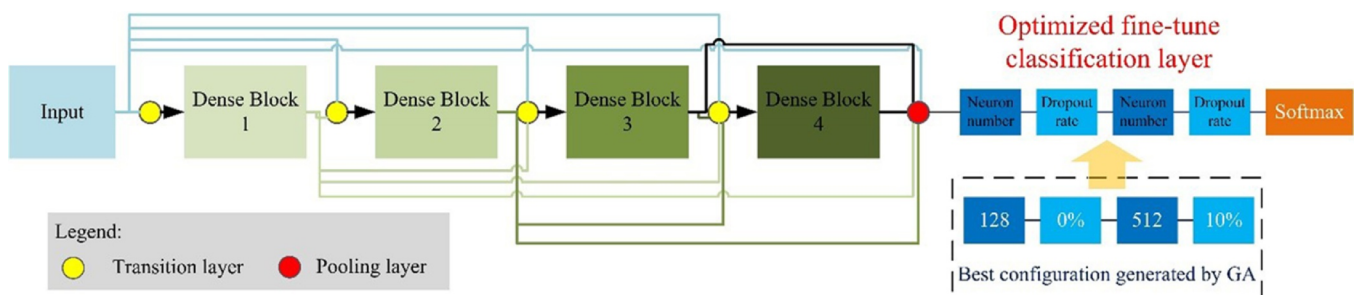 Optimized fine-tune
classification layer
Input
Dense Block
1
Dense Block
2
Dense Block
3
Dense Block
4
Neuron
number
Dropout
rate
Neuron
number
Dropout
rate
Softmax
128
0%
512
10%
Best configuration generated by GA
Legend:
Transition layer
Pooling layer